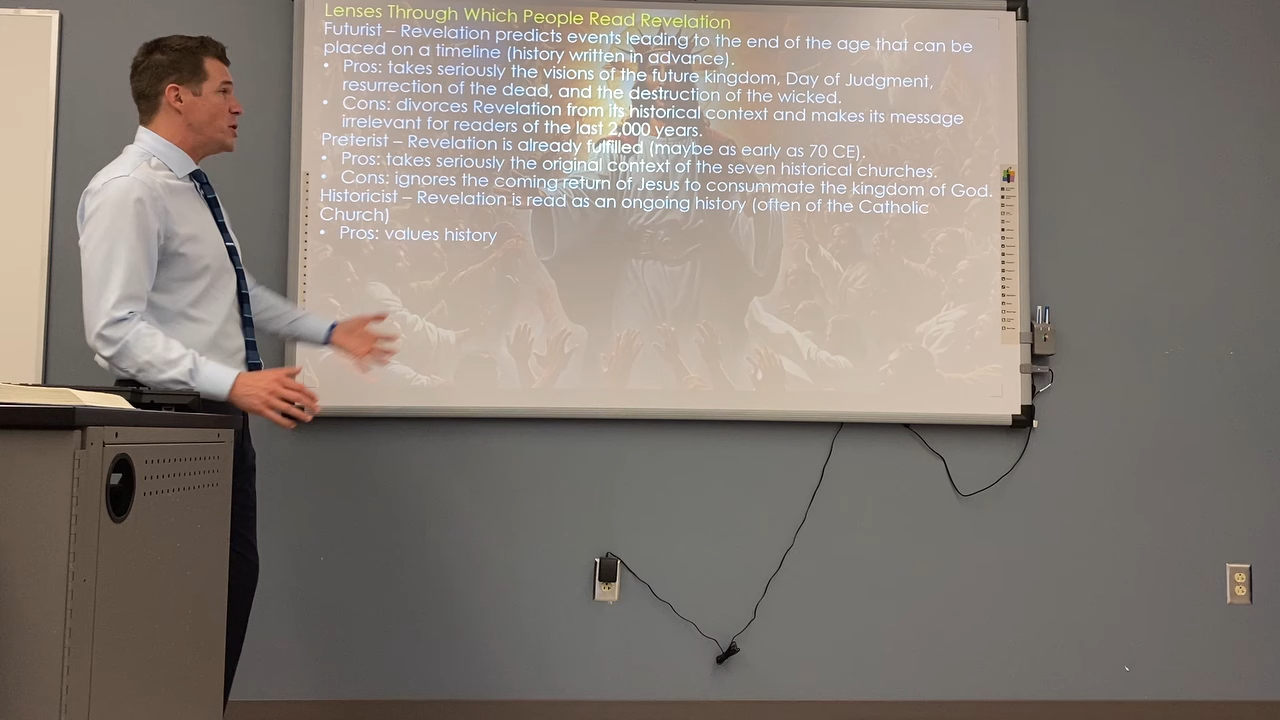 Lenses Through Which People Read Revelation
Futurist – Revelation predicts events leading to the end of the age that can be
placed on a timeline (history written in advance).
• Pros: takes seriously the visions of the future kingdom, Day of Judgment,
resurrection of the dead, and the destruction of the wicked.
• Cons: divorces Revelation from its historical context and makes its message
irrelevant for readers of the last 2,000 years.
Preterist – Revelation is already fulfilled (maybe as early as 70 CE).
• Pros: takes seriously the original context of the seven historical churches.
• Cons: ignores the coming return of Jesus to consummate the kingdom of God.
Historicist – Revelation is read as an ongoing history (often of the Catholic
Church)
• Pros: values history